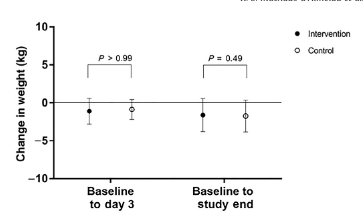 10
Intervention
Control
P > 0.99
P = 0.49
5
0
−5
−10
Change in weight (kg)
Baseline
to day 3
Baseline to
study end